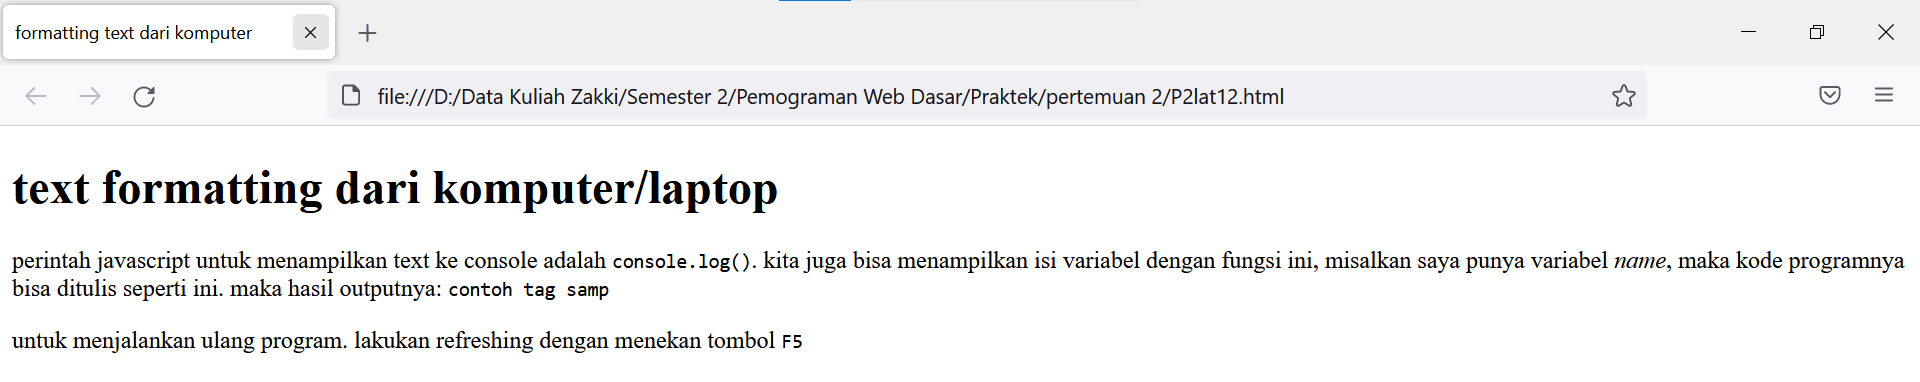 formatting text dari komputer
file:///D:/Data Kuliah Zakki/Semester 2/Pemograman Web Dasar/Praktek/pertemuan 2/P2lat12.html
text formatting dari komputer/laptop
perintah javascript untuk menampilkan text ke console adalah console.log(). kita juga bisa menampilkan isi variabel dengan fungsi ini, misalkan saya punya variabel name, maka kode programnya
bisa ditulis seperti ini. maka hasil outputnya: contoh tag samp
untuk menjalankan ulang program. lakukan refreshing dengan menekan tombol F5